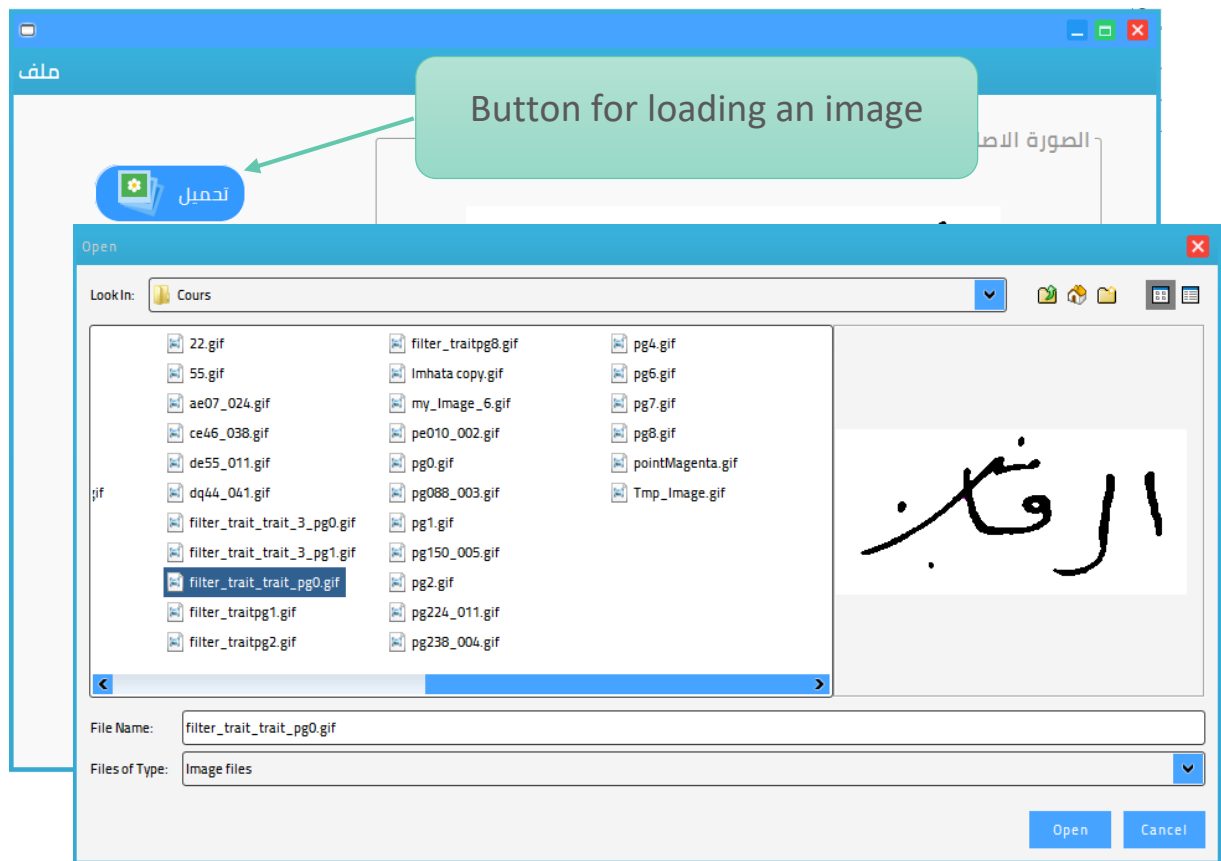 ملف
Button for loading an image
الصورة الاصا
تحميل
Open
Look In:
Cours
gif
22.gif
55.gif
ae07_024.gif
ce46_038.gif
de55_011.gif
dq44_041.gif
filter_trait_trait_3_pg0.gif
filter_trait_trait_3_pg1.gif
filter_trait_trait_pg0.gif
filter_traitpg1.gif
filter_traitpg2.gif
filter_traitpg8.gif
Imhata copy.gif
my_Image_6.gif
pe010_002.gif
pg0.gif
pg088_003.gif
pg1.gif
pg150_005.gif
pg2.gif
pg224_011.gif
pg238_004.gif
pg4.gif
pg6.gif
pg7.gif
pg8.gif
pointMagenta.gif
Tmp_Image.gif
File Name:
filter_trait_trait_pg0.gif
Files of Type:
Image files
Open
Cancel